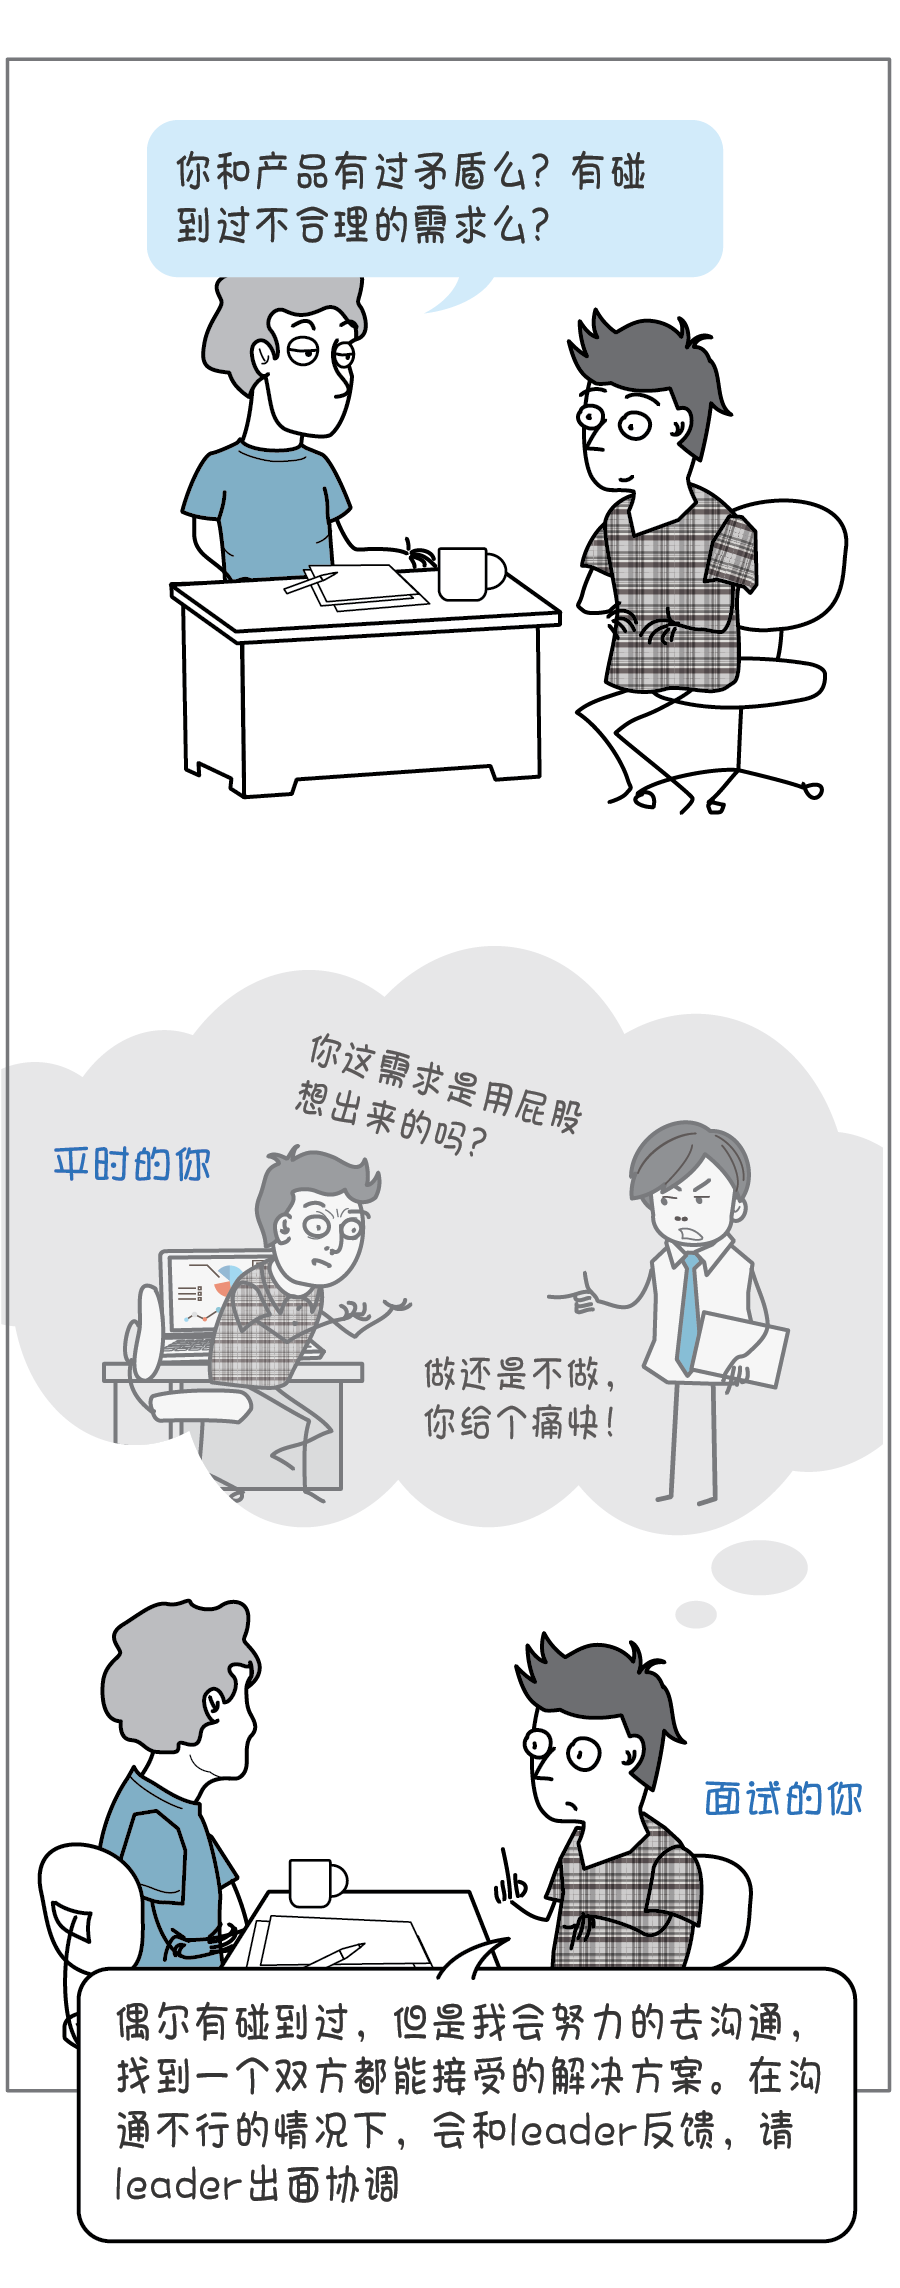 你和产品有过矛盾么？有碰
到过不合理的需求么？
你这需求是用屁股
想出来的吗？
平时的你
做还是不做，
你给个痛快！
面试的你
偶尔有碰到过，但是我会努力的去沟通，
找到一个双方都能接受的解决方案。在沟
通不行的情况下，会和leader反馈，请
leader出面协调